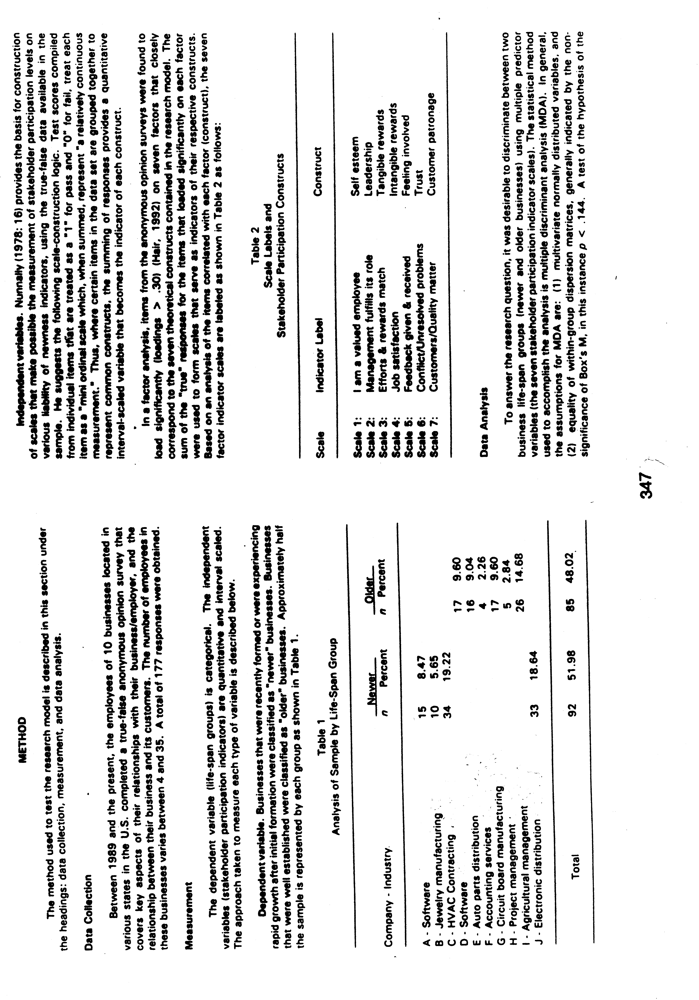 METHOD
The method used to test the research model is described in this section under
the headings: data collection, measurement, and data analysis.
Data Collection
Between 1989 and the present, the employees of 10 businesses located in
various states in the U.S. completed a true-false anonymous opinion survey that
covers key aspects of their relationships with their business/employer, and the
relationship between their business and its customers. The number of employees in
these businesses varies between 4 and 35. A total of 177 responses were obtained.
Measurement
The dependent variable (life-span groups) is categorical. The independent
variables (stakeholder participation indicators) are quantitative and interval scaled.
The approach taken to measure each type of variable is described below.
Dependent variable. Businesses that were recently formed or were experiencing
rapid growth after initial formation were classified as "newer" businesses. Businesses
that were well established were classified as "older" businesses. Approximately half
the sample is represented by each group as shown in Table 1.
Table 1
Analysis of Sample by Life-Span Group
Newer Older
Company - Industry n Percent n Percent
A - Software 15 8.47
B - Jewelry manufacturing 10 5.65
C - HVAC Contracting 34 19.22
D - Software 17 9.60
E - Auto parts distribution 16 9.04
F - Accounting services 4 2.26
G - Circuit board manufacturing 17 9.60
H - Project management 5 2.84
I - Agricultural management 26 14.68
J - Electronic distribution 33 18.64
Total 92 51.98 85 48.02
Independent variables. Nunnally (1978: 16) provides the basis for construction
of scales that make possible the measurement of stakeholder participation levels on
various liability of newness indicators, using the true-false data available in the
sample. He suggests the following scale-construction logic. Test scores compiled
from individual items that are treated as a "1" for pass and "0" for fail, treat each
item as a "mini ordinal scale which, when summed, represent "a relatively continuous
measurement." Thus, where certain items in the data set are grouped together to
represent common constructs, the summing of responses provides a quantitative
interval-scaled variable that becomes the indicator of each construct.
In a factor analysis, items from the anonymous opinion surveys were found to
load significantly (loadings > .30) (Hair, 1992) on seven factors that closely
correspond to the seven theoretical constructs contained in the research model. The
sum of the "true" responses for the items that loaded significantly on each factor
were used to form scales that serve as indicators of their respective constructs.
Based on an analysis of the items correlated with each factor (construct), the seven
factor indicator scales are labeled as shown in Table 2 as follows:
Table 2
Scale Labels and
Stakeholder Participation Constructs
Scale Indicator Label Construct
Scale 1: I am a valued employee Self esteem
Scale 2: Management fulfills its role Leadership
Scale 3: Efforts & rewards match Tangible rewards
Scale 4: Job satisfaction Intangible rewards
Scale 5: Feedback given & received Feeling involved
Scale 6: Conflict/Unresolved problems Trust
Scale 7: Customers/Quality matter Customer patronage
Data Analysis
To answer the research question, it was desirable to discriminate between two
business life-span groups (newer and older businesses) using multiple predictor
variables (the seven stakeholder participation indicator scales). The statistical method
used to accomplish the analysis is multiple discriminant analysis (MDA). In general,
the assumptions for MDA are: (1) multivariate normally distributed variables, and
(2) equality of within-group dispersion matrices, generally indicated by the non-
significance of Box's M, in this instance p < .144. A test of the hypothesis of the
347